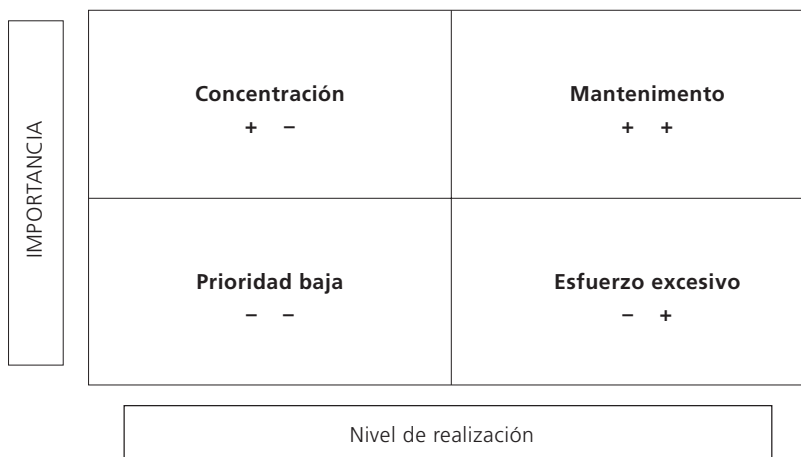 IMPORTANCIA
Concentración
+ −
Mantenimento
+ +
Prioridad baja
− −
Esfuerzo excesivo
− +
Nivel de realización